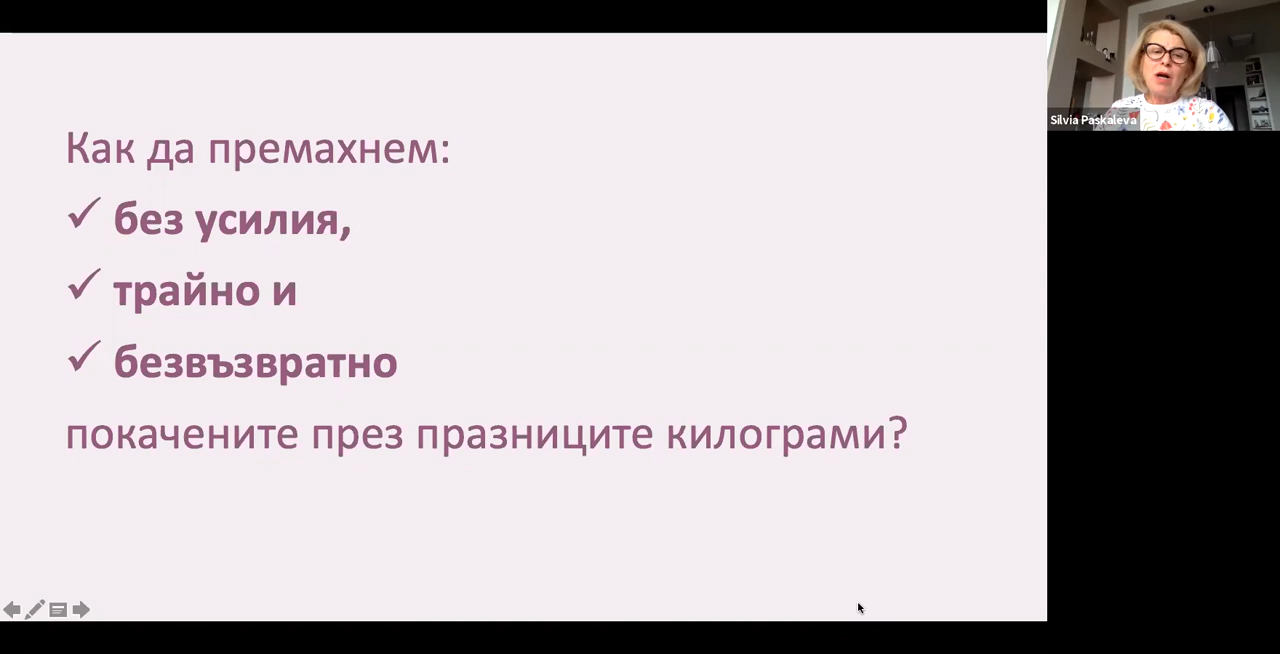 Как да премахнем:
✓ без усилия,
✓ трайно и
✓ безвъзвратно
покачените през празниците килограми?
Silvia Paskaleva